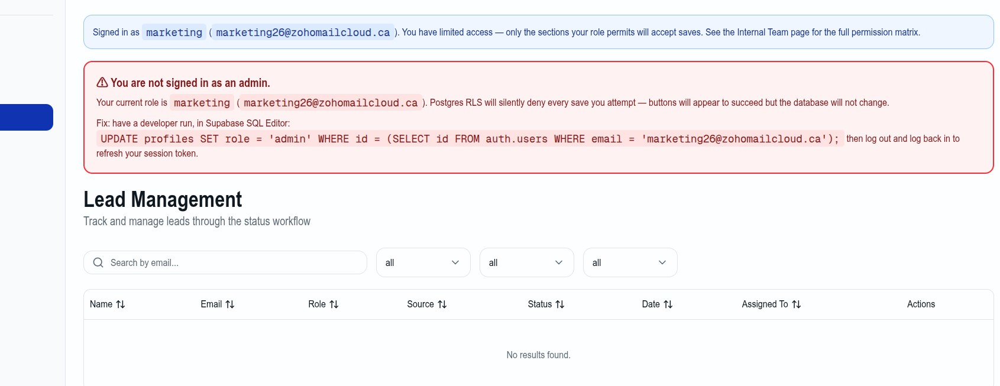 Signed in as marketing (marketing26@zohomailcloud.ca). You have limited access — only the sections your role permits will accept saves. See the Internal Team page for the full permission matrix.
You are not signed in as an admin.
Your current role is marketing (marketing26@zohomailcloud.ca). Postgres RLS will silently deny every save you attempt — buttons will appear to succeed but the database will not change.
Fix: have a developer run, in Supabase SQL Editor:
UPDATE profiles SET role = 'admin' WHERE id = (SELECT id FROM auth.users WHERE email = 'marketing26@zohomailcloud.ca'); then log out and log back in to
refresh your session token.
Lead Management
Track and manage leads through the status workflow
Search by email... all all all
Name Email Role Source Status Date Assigned To Actions
No results found.